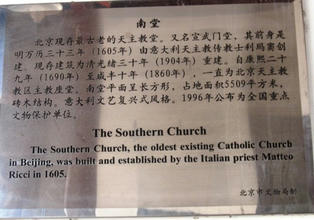 南堂
北京现存最古老的天主教堂。又名宣武门堂，其前身是
明万历三十三年（1605年）由意大利天主教传教士利玛窦创
建。现存建筑为清光绪三十年（1904年）重建。自康熙二十
九年（1690年）至咸丰十年（1860年），一直为北京天主教
教区主教座堂。南堂平面呈长方形，占地面积5509平方米，
砖木结构。意大利文艺复兴式风格。1996年公布为全国重点
文物保护单位。
The Southern Church
The Southern Church, the oldest existing Catholic Church
in Beijing, was built and established by the Italian priest Matteo
Ricci in 1605.
北京市文物局制